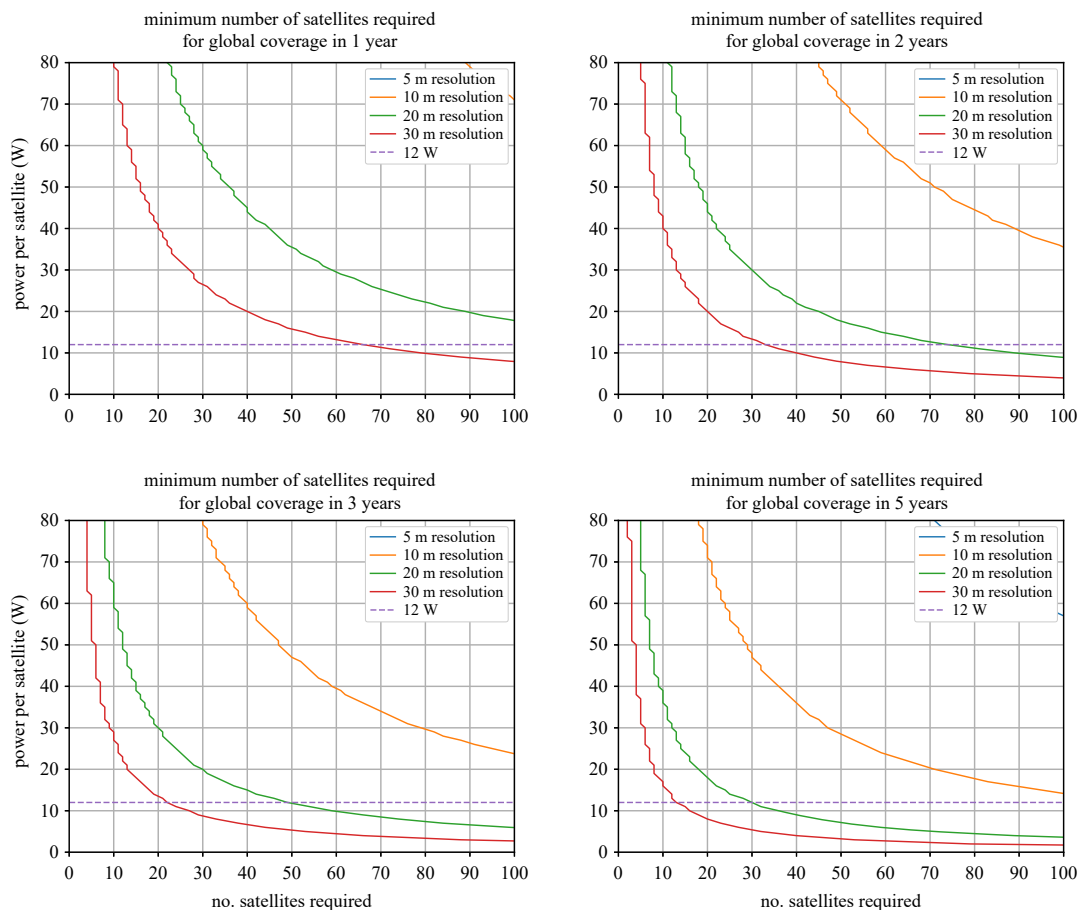 minimum number of satellites required
for global coverage in 1 year
80
70
60
50
40
30
20
10
0
power per satellite (W)
5 m resolution
10 m resolution
20 m resolution
30 m resolution
12 W
0 10 20 30 40 50 60 70 80 90 100
minimum number of satellites required
for global coverage in 2 years
80
70
60
50
40
30
20
10
0
5 m resolution
10 m resolution
20 m resolution
30 m resolution
12 W
0 10 20 30 40 50 60 70 80 90 100
minimum number of satellites required
for global coverage in 3 years
80
70
60
50
40
30
20
10
0
power per satellite (W)
5 m resolution
10 m resolution
20 m resolution
30 m resolution
12 W
0 10 20 30 40 50 60 70 80 90 100
no. satellites required
minimum number of satellites required
for global coverage in 5 years
80
70
60
50
40
30
20
10
0
5 m resolution
10 m resolution
20 m resolution
30 m resolution
12 W
0 10 20 30 40 50 60 70 80 90 100
no. satellites required